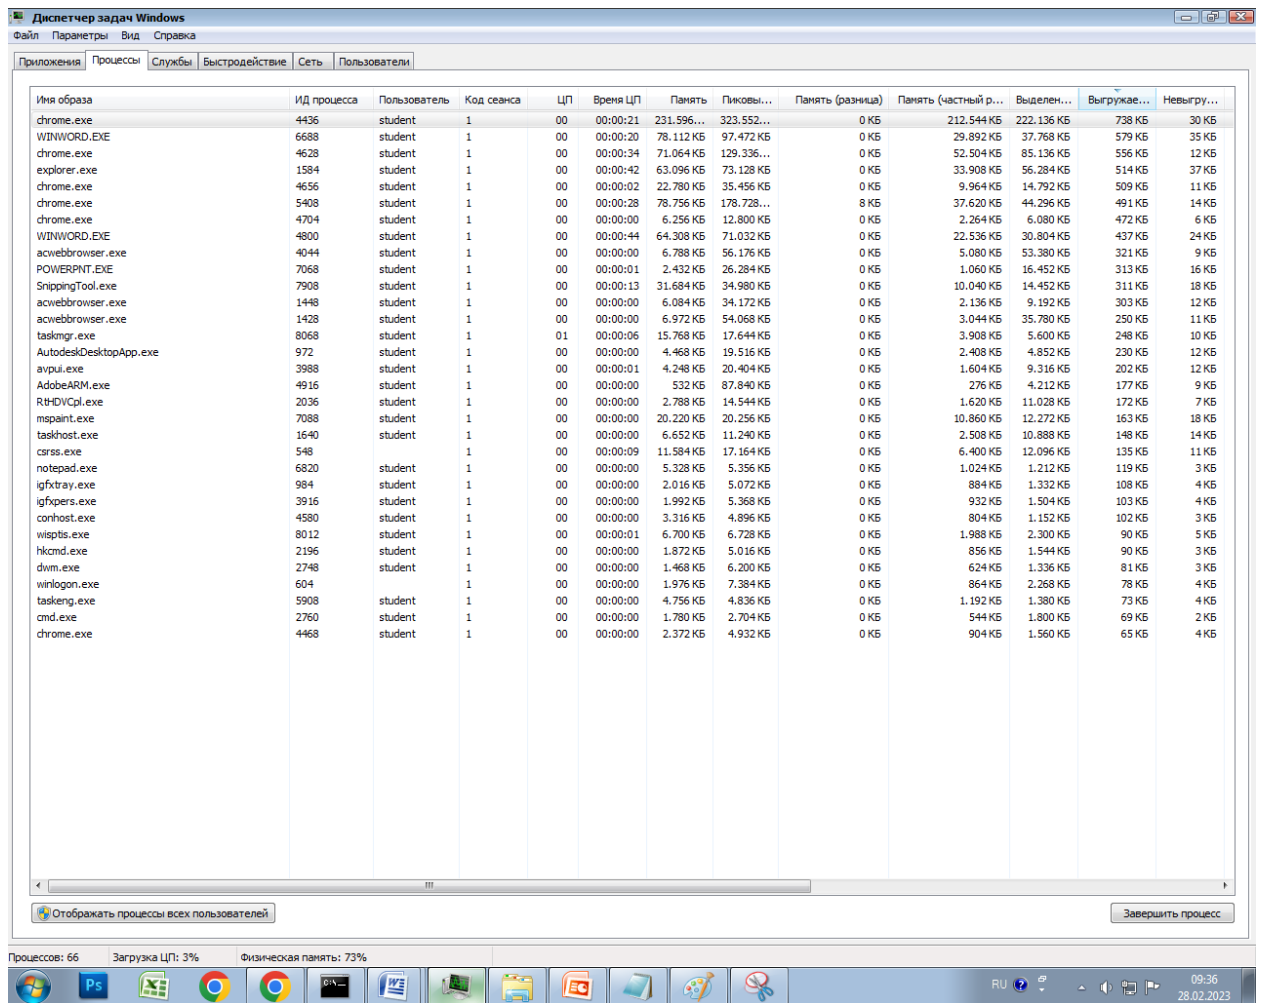 Диспетчер задач Windows
Файл Параметры Вид Справка
Приложения Процессы Службы Быстродействие Сеть Пользователи
Имя образа ИД процесса Пользователь Код сеанса ЦП Время ЦП Память Пиковы... Память (разница) Память (частный р... Выделен... Выгружае... Невыгру...
chrome.exe 4436 student 1 00 00:00:21 231.596... 323.552... 0 КБ 212.544 КБ 222.136 КБ 738 КБ 30 КБ
WINWORD.EXE 6688 student 1 00 00:00:20 78.112 КБ 97.472 КБ 0 КБ 29.892 КБ 37.768 КБ 579 КБ 35 КБ
chrome.exe 4628 student 1 00 00:00:34 71.064 КБ 129.336... 0 КБ 52.504 КБ 85.136 КБ 556 КБ 12 КБ
explorer.exe 1584 student 1 00 00:00:42 63.096 КБ 73.128 КБ 0 КБ 33.908 КБ 56.284 КБ 514 КБ 37 КБ
chrome.exe 4656 student 1 00 00:00:02 22.780 КБ 35.456 КБ 0 КБ 9.964 КБ 14.792 КБ 509 КБ 11 КБ
chrome.exe 5408 student 1 00 00:00:28 78.756 КБ 178.728... 8 КБ 37.620 КБ 44.296 КБ 491 КБ 14 КБ
chrome.exe 4704 student 1 00 00:00:00 6.256 КБ 12.800 КБ 0 КБ 2.264 КБ 6.080 КБ 472 КБ 6 КБ
WINWORD.EXE 4800 student 1 00 00:00:44 64.308 КБ 71.032 КБ 0 КБ 22.536 КБ 30.804 КБ 437 КБ 24 КБ
acwebbrowser.exe 4044 student 1 00 00:00:00 6.788 КБ 56.176 КБ 0 КБ 5.080 КБ 53.380 КБ 321 КБ 9 КБ
POWERPNT.EXE 7068 student 1 00 00:00:01 2.432 КБ 26.284 КБ 0 КБ 1.060 КБ 16.452 КБ 313 КБ 16 КБ
SnippingTool.exe 7908 student 1 00 00:00:13 31.684 КБ 34.980 КБ 0 КБ 10.040 КБ 14.452 КБ 311 КБ 18 КБ
acwebbrowser.exe 1448 student 1 00 00:00:00 6.084 КБ 34.172 КБ 0 КБ 2.136 КБ 9.192 КБ 303 КБ 12 КБ
acwebbrowser.exe 1428 student 1 00 00:00:00 6.972 КБ 54.068 КБ 0 КБ 3.044 КБ 35.780 КБ 250 КБ 11 КБ
taskmgr.exe 8068 student 1 01 00:00:06 15.768 КБ 17.644 КБ 0 КБ 3.908 КБ 5.600 КБ 248 КБ 10 КБ
AutodeskDesktopApp.exe 972 student 1 00 00:00:00 4.468 КБ 19.516 КБ 0 КБ 2.408 КБ 4.852 КБ 230 КБ 12 КБ
avpui.exe 3988 student 1 00 00:00:01 4.248 КБ 20.404 КБ 0 КБ 1.604 КБ 9.316 КБ 202 КБ 12 КБ
AdobeARM.exe 4916 student 1 00 00:00:00 532 КБ 87.840 КБ 0 КБ 276 КБ 4.212 КБ 177 КБ 9 КБ
RtHDVCpl.exe 2036 student 1 00 00:00:00 2.788 КБ 14.544 КБ 0 КБ 1.620 КБ 11.028 КБ 172 КБ 7 КБ
mspaint.exe 7088 student 1 00 00:00:00 20.220 КБ 20.256 КБ 0 КБ 10.860 КБ 12.272 КБ 163 КБ 18 КБ
taskhost.exe 1640 student 1 00 00:00:00 6.652 КБ 11.240 КБ 0 КБ 2.508 КБ 10.888 КБ 148 КБ 14 КБ
csrss.exe 548 1 00 00:00:09 11.584 КБ 17.164 КБ 0 КБ 6.400 КБ 12.096 КБ 135 КБ 11 КБ
notepad.exe 6820 student 1 00 00:00:00 5.328 КБ 5.356 КБ 0 КБ 1.024 КБ 1.212 КБ 119 КБ 3 КБ
igfxtray.exe 984 student 1 00 00:00:00 2.016 КБ 5.072 КБ 0 КБ 884 КБ 1.332 КБ 108 КБ 4 КБ
igfxpers.exe 3916 student 1 00 00:00:00 1.992 КБ 5.368 КБ 0 КБ 932 КБ 1.504 КБ 103 КБ 4 КБ
conhost.exe 4580 student 1 00 00:00:00 3.316 КБ 4.896 КБ 0 КБ 804 КБ 1.152 КБ 102 КБ 3 КБ
wisptis.exe 8012 student 1 00 00:00:01 6.700 КБ 6.728 КБ 0 КБ 1.988 КБ 2.300 КБ 90 КБ 5 КБ
hkcmd.exe 2196 student 1 00 00:00:00 1.872 КБ 5.016 КБ 0 КБ 856 КБ 1.544 КБ 90 КБ 3 КБ
dwm.exe 2748 student 1 00 00:00:00 1.468 КБ 6.200 КБ 0 КБ 624 КБ 1.336 КБ 81 КБ 3 КБ
winlogon.exe 604 1 00 00:00:00 1.976 КБ 7.384 КБ 0 КБ 864 КБ 2.268 КБ 78 КБ 4 КБ
taskeng.exe 5908 student 1 00 00:00:00 4.756 КБ 4.836 КБ 0 КБ 1.192 КБ 1.380 КБ 73 КБ 4 КБ
cmd.exe 2760 student 1 00 00:00:00 1.780 КБ 2.704 КБ 0 КБ 544 КБ 1.800 КБ 69 КБ 2 КБ
chrome.exe 4468 student 1 00 00:00:00 2.372 КБ 4.932 КБ 0 КБ 904 КБ 1.560 КБ 65 КБ 4 КБ
Отображать процессы всех пользователей Завершить процесс
Процессов: 66 Загрузка ЦП: 3% Физическая память: 73%
Ps C:\_ RU 09:36
28.02.2023